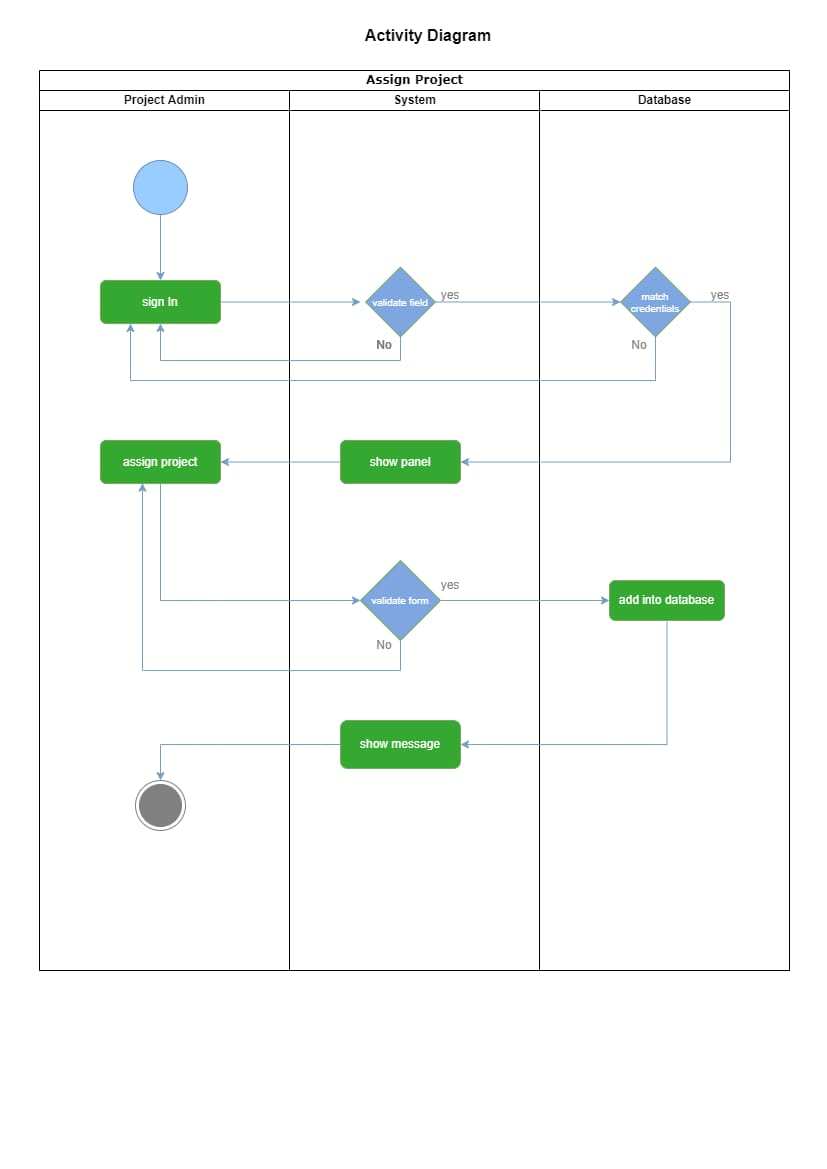 Activity Diagram
Assign Project
Project Admin
System
Database
sign In
validate field
yes
match
credentials
yes
No
No
assign project
show panel
validate form
yes
add into database
No
show message